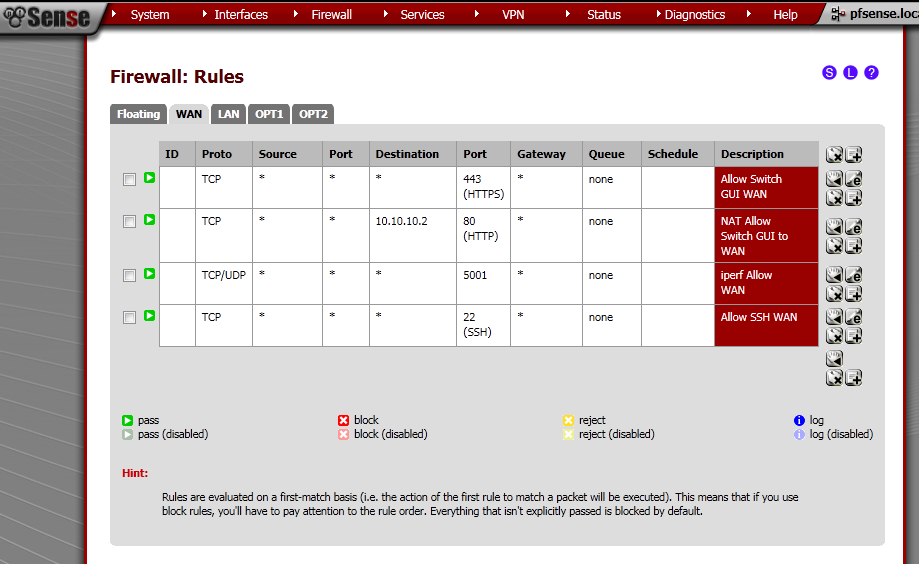 pfSense
System Interfaces Firewall Services VPN Status Diagnostics Help pfsense.loca
Firewall: Rules
S L ?
Floating WAN LAN OPT1 OPT2
ID Proto Source Port Destination Port Gateway Queue Schedule Description
TCP * * * 443 * none Allow Switch
(HTTPS) GUI WAN
TCP * * 10.10.10.2 80 * none NAT Allow
(HTTP) Switch GUI to
WAN
TCP/UDP * * * 5001 * none iperf Allow
WAN
TCP * * * 22 * none Allow SSH WAN
(SSH)
pass block reject log
pass (disabled) block (disabled) reject (disabled) log (disabled)
Hint:
Rules are evaluated on a first-match basis (i.e. the action of the first rule to match a packet will be executed). This means that if you use
block rules, you'll have to pay attention to the rule order. Everything that isn't explicitly passed is blocked by default.